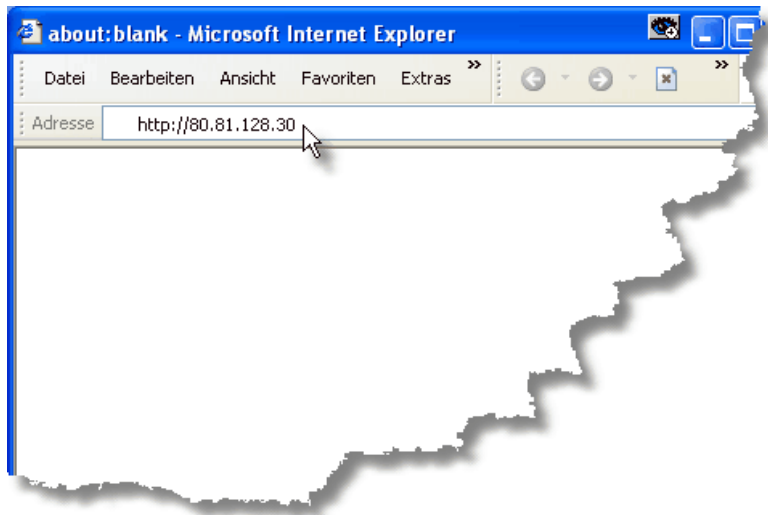 about:blank - Microsoft Internet Explorer
Datei Bearbeiten Ansicht Favoriten Extras » »
Adresse http://80.81.128.30